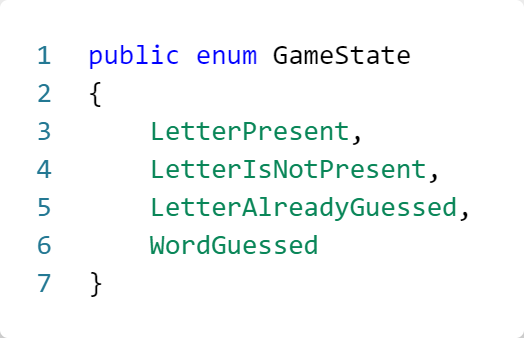 1 public enum GameState
2 {
3     LetterPresent,
4     LetterIsNotPresent,
5     LetterAlreadyGuessed,
6     WordGuessed
7 }